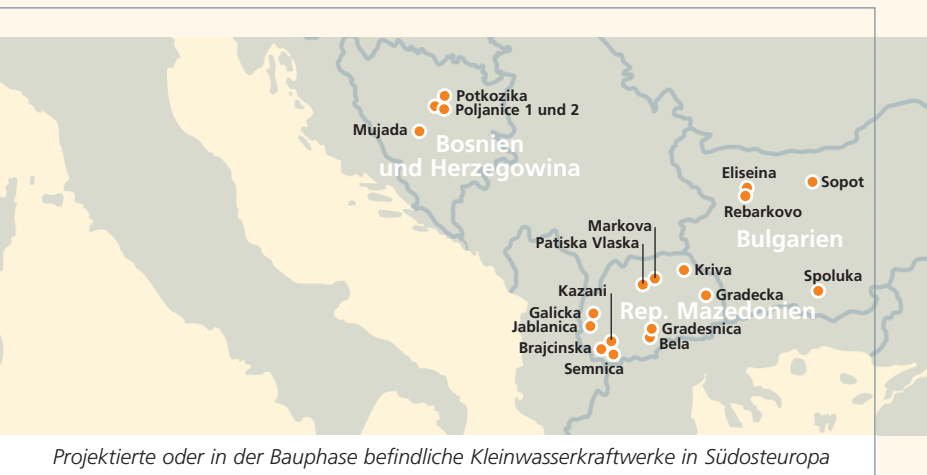 Potkozika
Poljanice 1 und 2
Mujada
Bosnien
und Herzegowina
Eliseina
Sopot
Rebarkovo
Bulgarien
Markova
Patiska Vlaska
Kriva
Spoluka
Kazani
Gradecka
Galicka
Rep. Mazedonien
Jablanica
Gradesnica
Brajcinska
Bela
Semnica
Projektierte oder in der Bauphase befindliche Kleinwasserkraftwerke in Südosteuropa